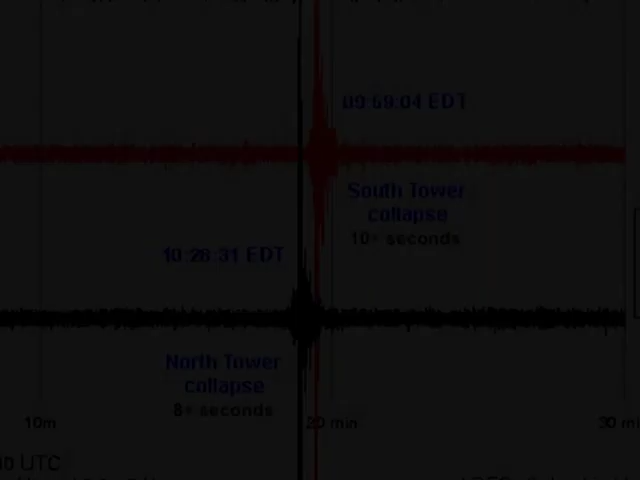 09:59:04 EDT
South Tower
collapse
10+ seconds
10:28:31 EDT
North Tower
collapse
8+ seconds
10m
20 min
30
UTC